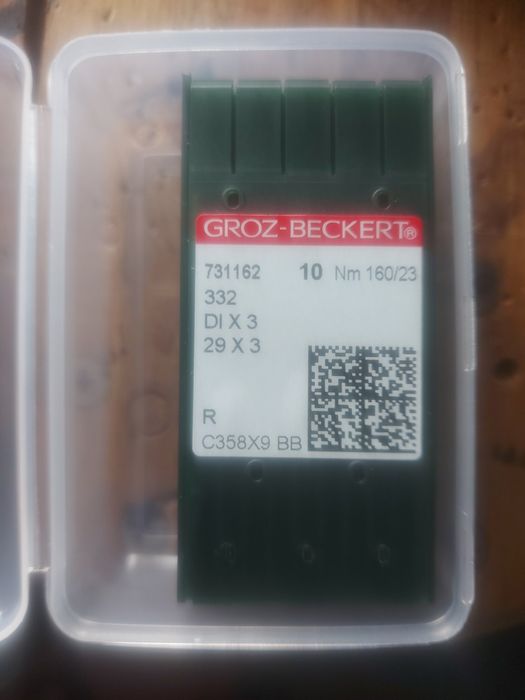 GROZ-BECKERT®
731162 10 Nm 160/23
332
DI X 3
29 X 3
R
C358X9 BB